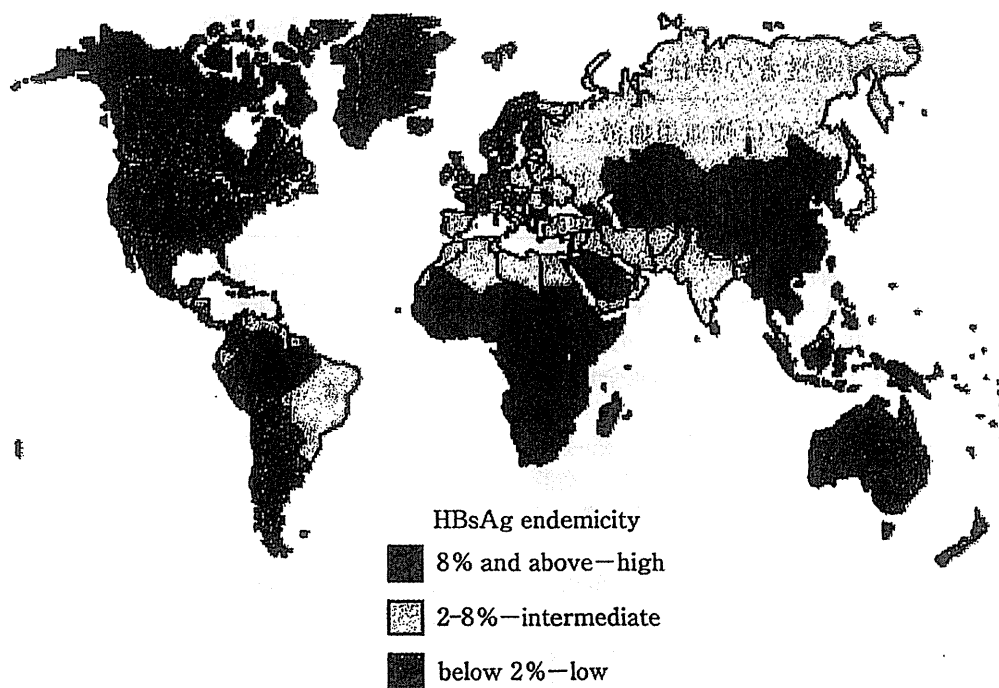 HBsAg endemicity
8% and above—high
2-8%—intermediate
below 2%—low